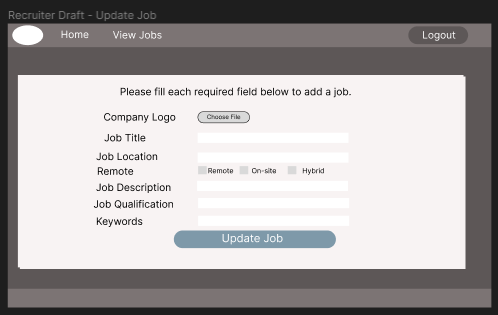 Recruiter Draft - Update Job
Home View Jobs Logout
Please fill each required field below to add a job.
Company Logo Choose File
Job Title
Job Location
Remote Remote On-site Hybrid
Job Description
Job Qualification
Keywords
Update Job